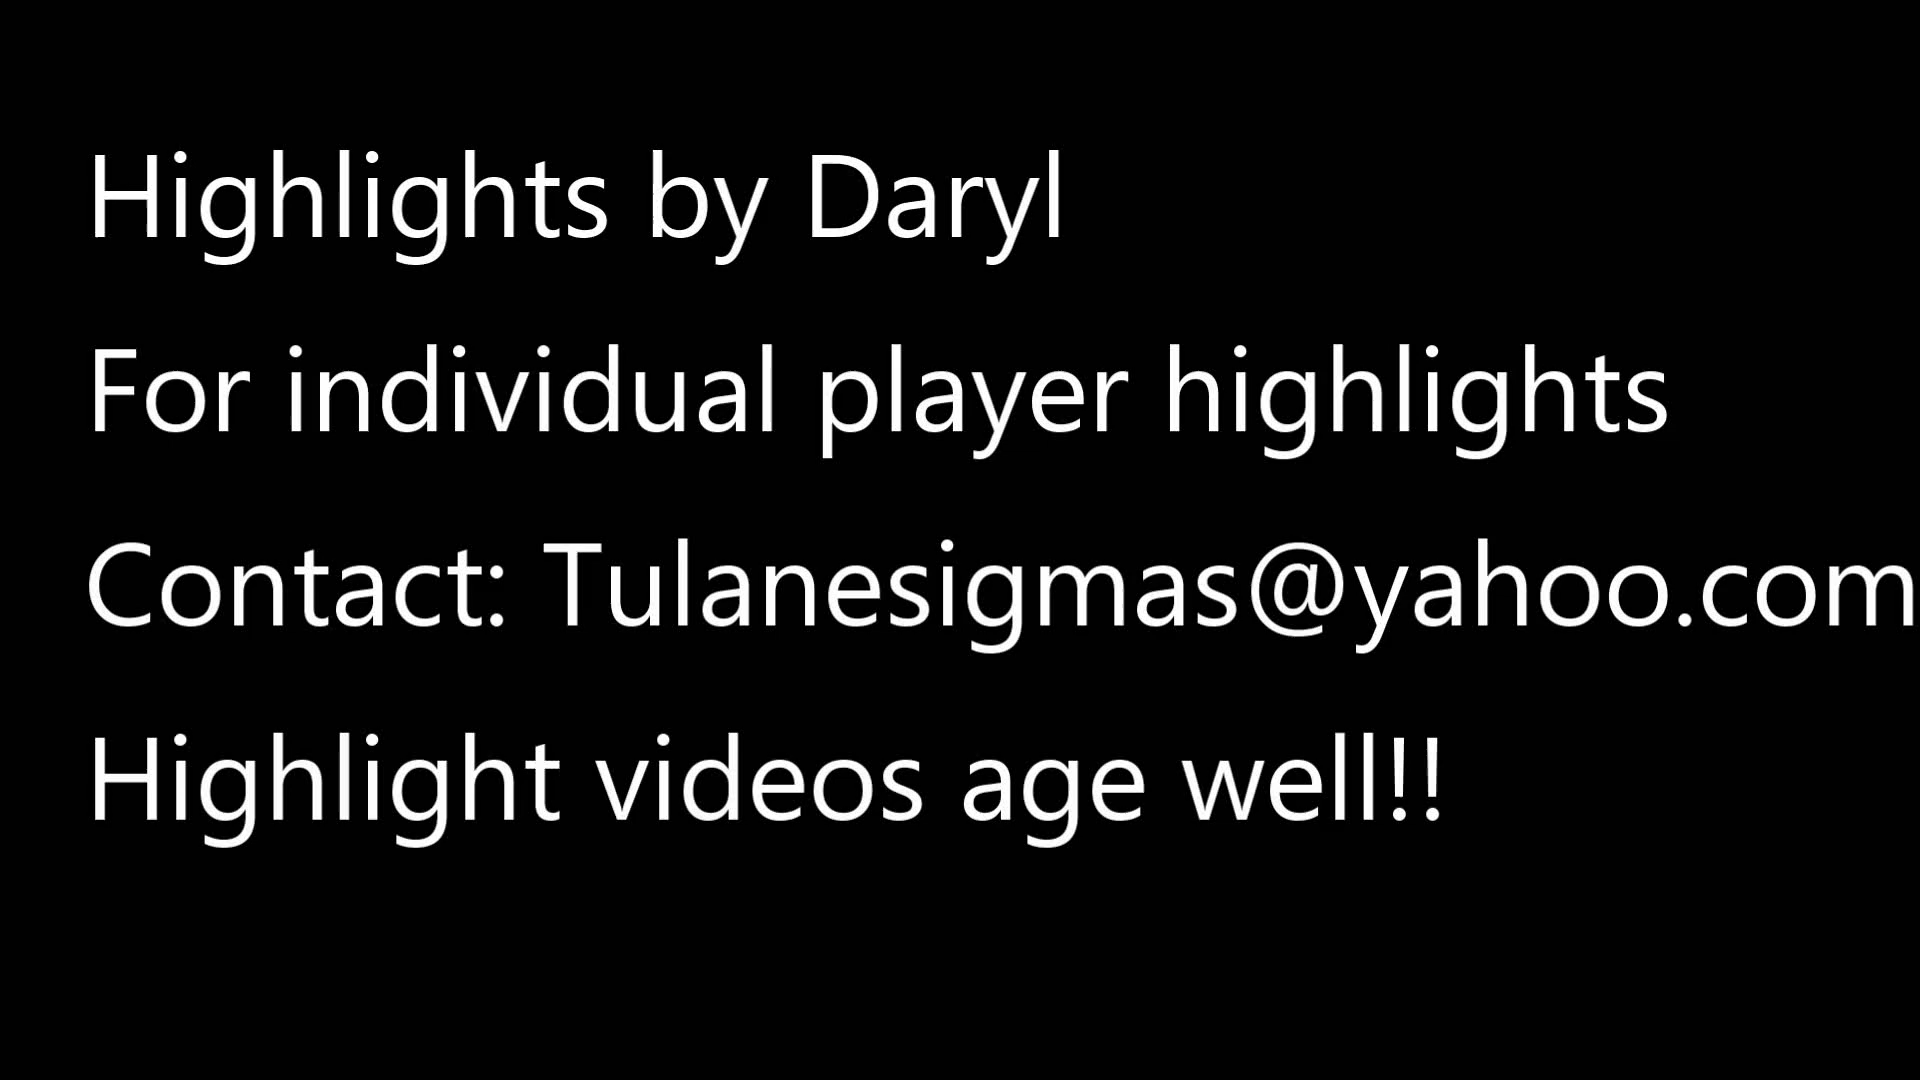 Highlights by Daryl
For individual player highlights
Contact: Tulanesigmas@yahoo.com
Highlight videos age well!!